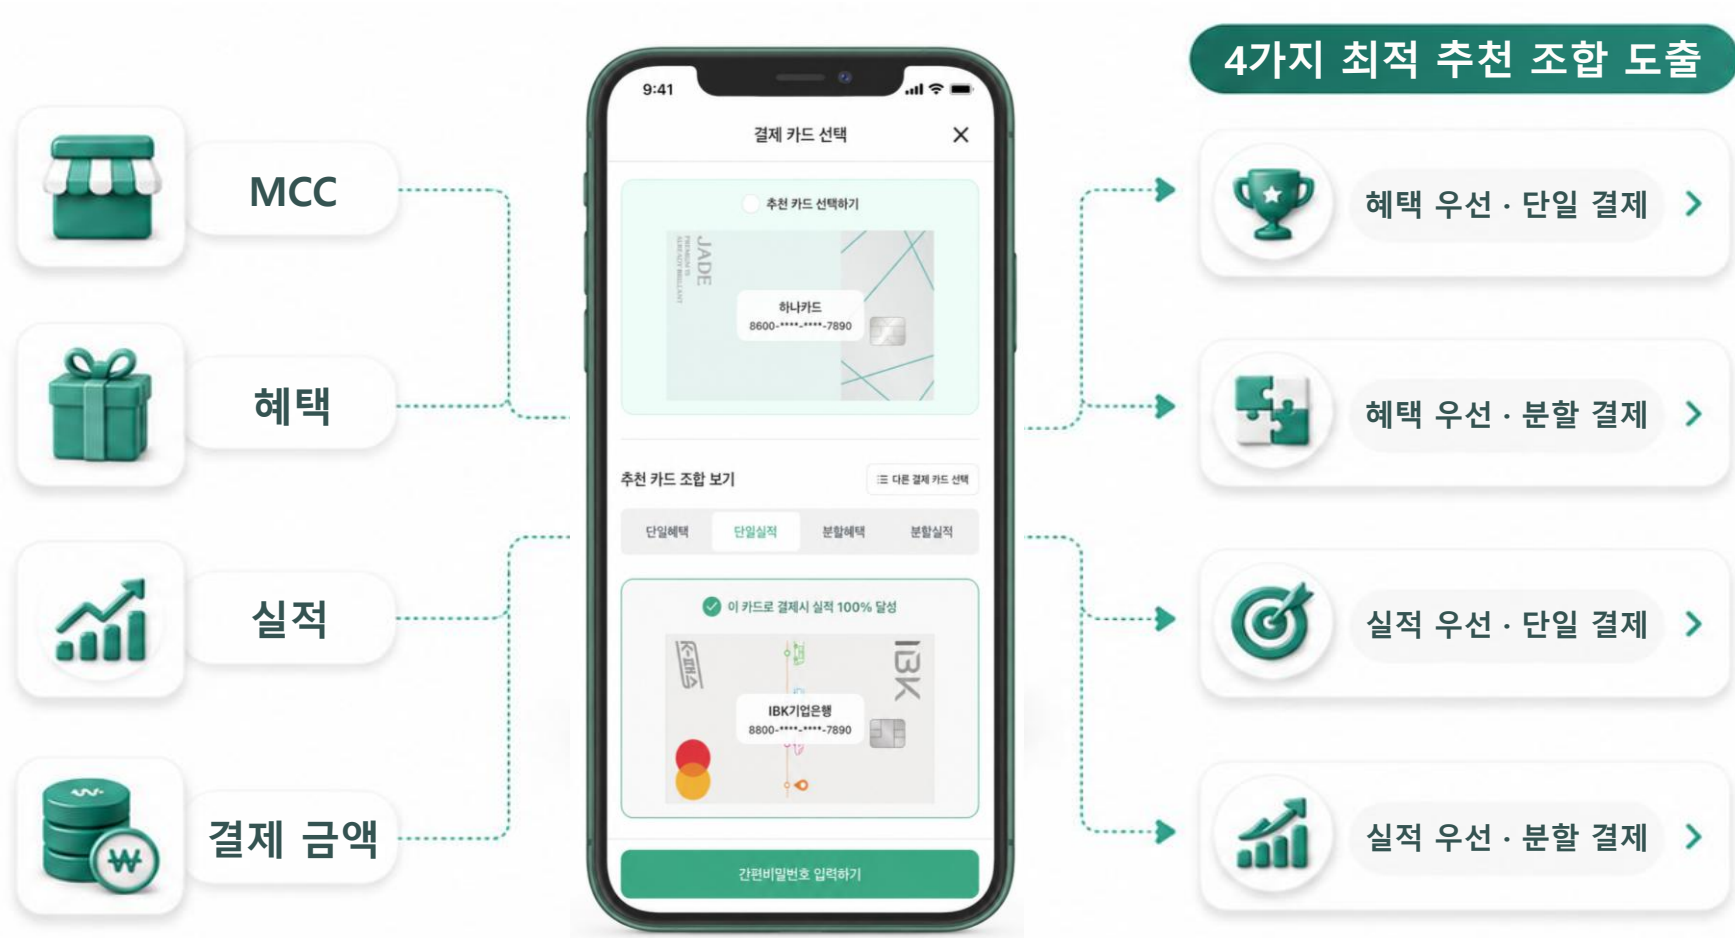 4가지 최적 추천 조합 도출
MCC
혜택
실적
결제 금액
9:41
결제 카드 선택
추천 카드 선택하기
JADE
PREMIUM IS
ALREADY BRILLIANT
하나카드
8600-****-****-7890
추천 카드 조합 보기
다른 결제 카드 선택
단일혜택 단일실적 분할혜택 분할실적
이 카드로 결제시 실적 100% 달성
K-패스
IBK
IBK기업은행
8800-****-****-7890
간편비밀번호 입력하기
혜택 우선 · 단일 결제
혜택 우선 · 분할 결제
실적 우선 · 단일 결제
실적 우선 · 분할 결제